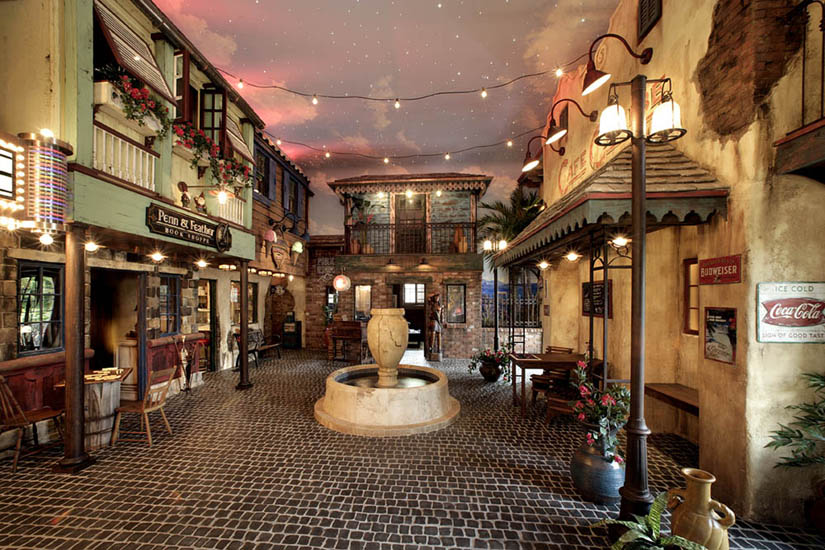 Penn & Feather
BOOK SHOPPE
CAFE
BUDWEISER
ICE COLD
Coca-Cola
SIGN OF GOOD TASTE